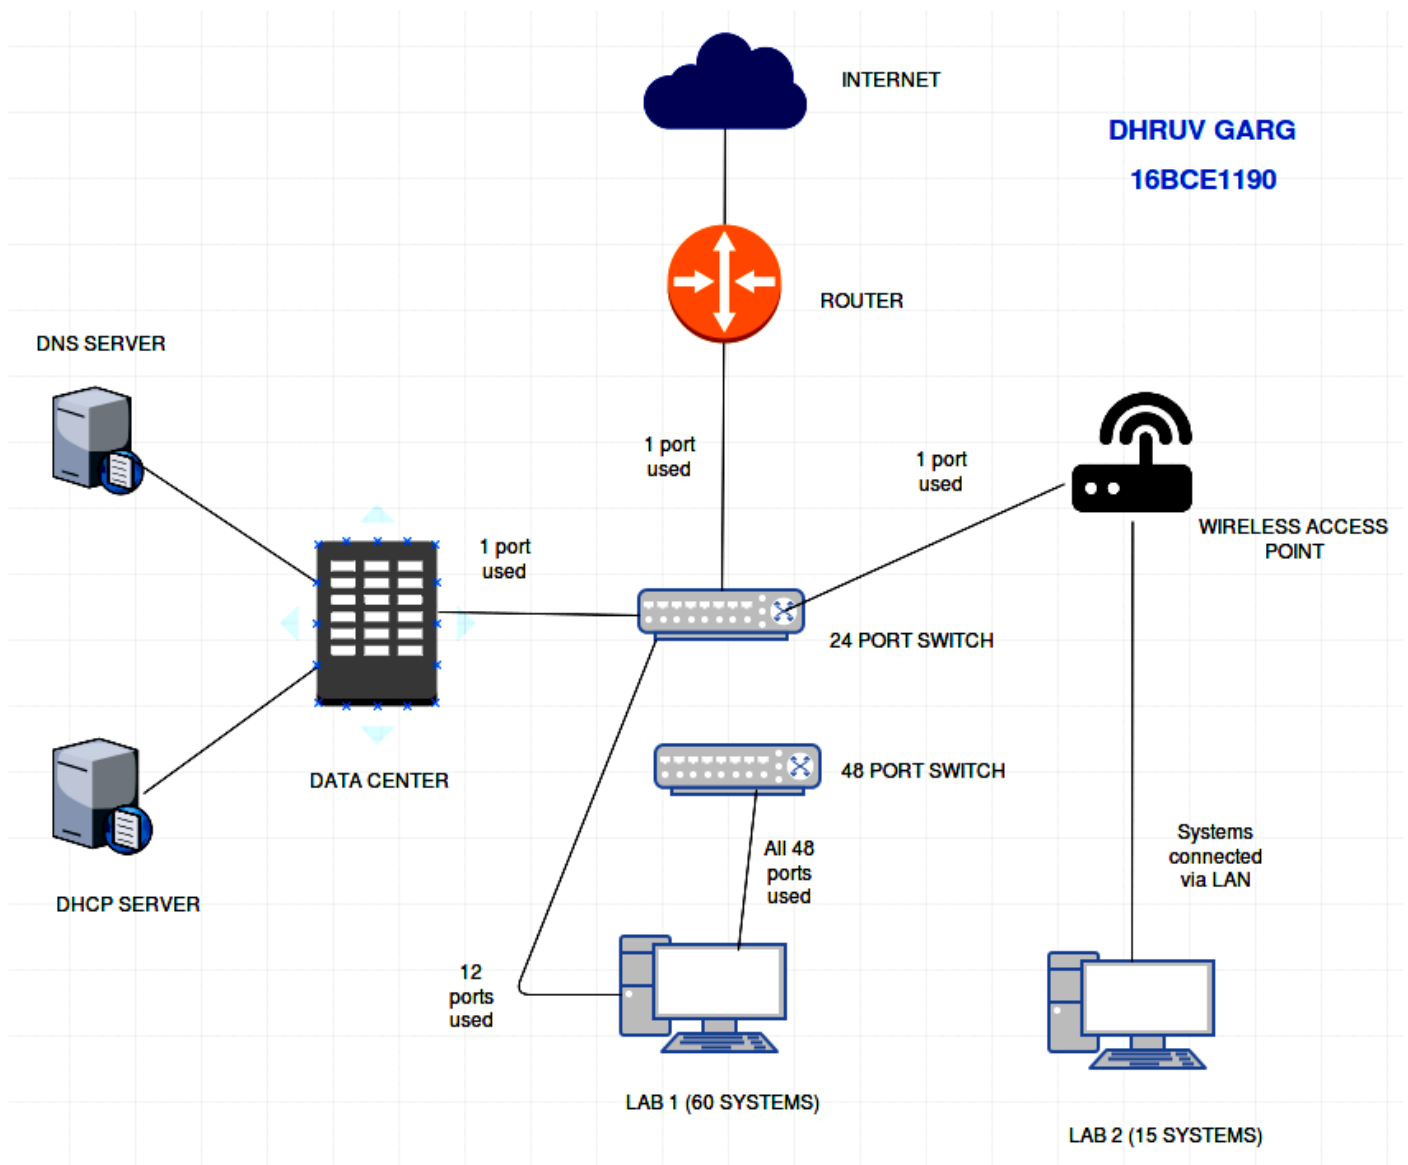 INTERNET
DHRUV GARG
16BCE1190
ROUTER
DNS SERVER
1 port
used
1 port
used
WIRELESS ACCESS
POINT
1 port
used
24 PORT SWITCH
DATA CENTER
48 PORT SWITCH
Systems
connected
via LAN
All 48
ports
used
DHCP SERVER
12
ports
used
LAB 1 (60 SYSTEMS)
LAB 2 (15 SYSTEMS)